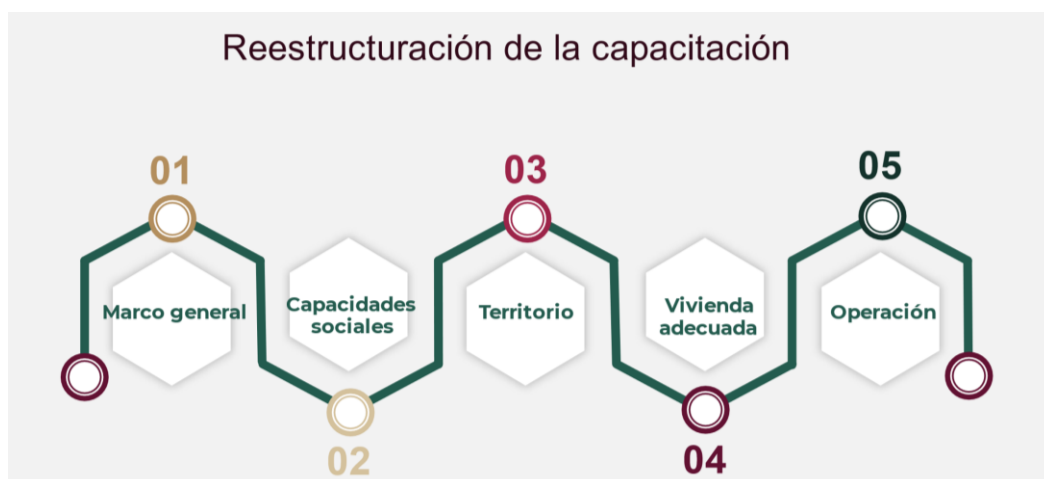 Reestructuración de la capacitación
01
Marco general
02
Capacidades
sociales
03
Territorio
04
Vivienda
adecuada
05
Operación